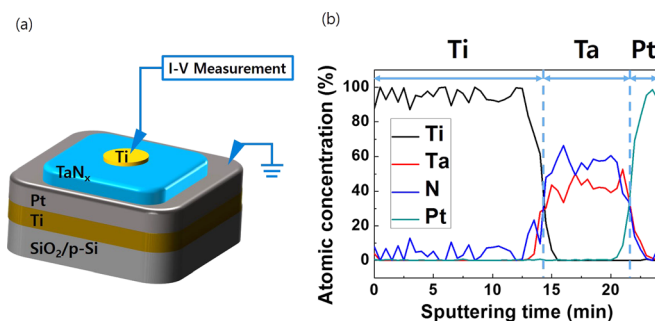 (a)
I-V Measurement
Ti
TaNₓ
Pt
Ti
SiO₂/p-Si
(b)
Ti Ta Pt
Atomic concentration (%)
100
80
60
40
20
0
Ti
Ta
N
Pt
0 5 10 15 20
Sputtering time (min)